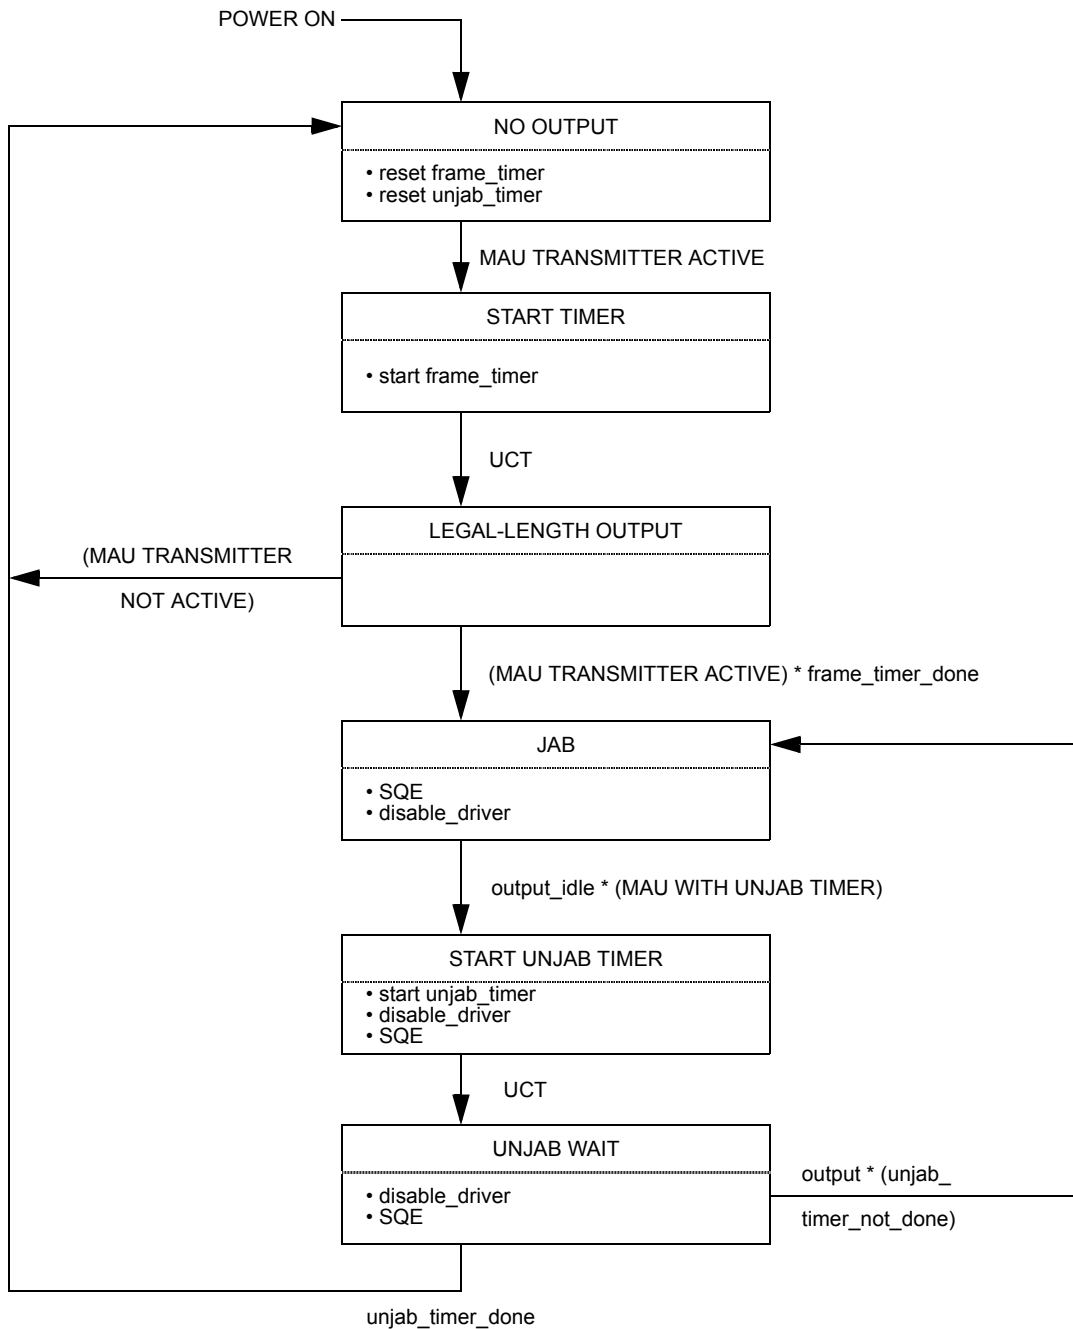 POWER ON
NO OUTPUT
• reset frame_timer
• reset unjab_timer
MAU TRANSMITTER ACTIVE
START TIMER
• start frame_timer
UCT
LEGAL-LENGTH OUTPUT
(MAU TRANSMITTER
NOT ACTIVE)
(MAU TRANSMITTER ACTIVE) * frame_timer_done
JAB
• SQE
• disable_driver
output_idle * (MAU WITH UNJAB TIMER)
START UNJAB TIMER
• start unjab_timer
• disable_driver
• SQE
UCT
UNJAB WAIT
• disable_driver
• SQE
output * (unjab_
timer_not_done)
unjab_timer_done